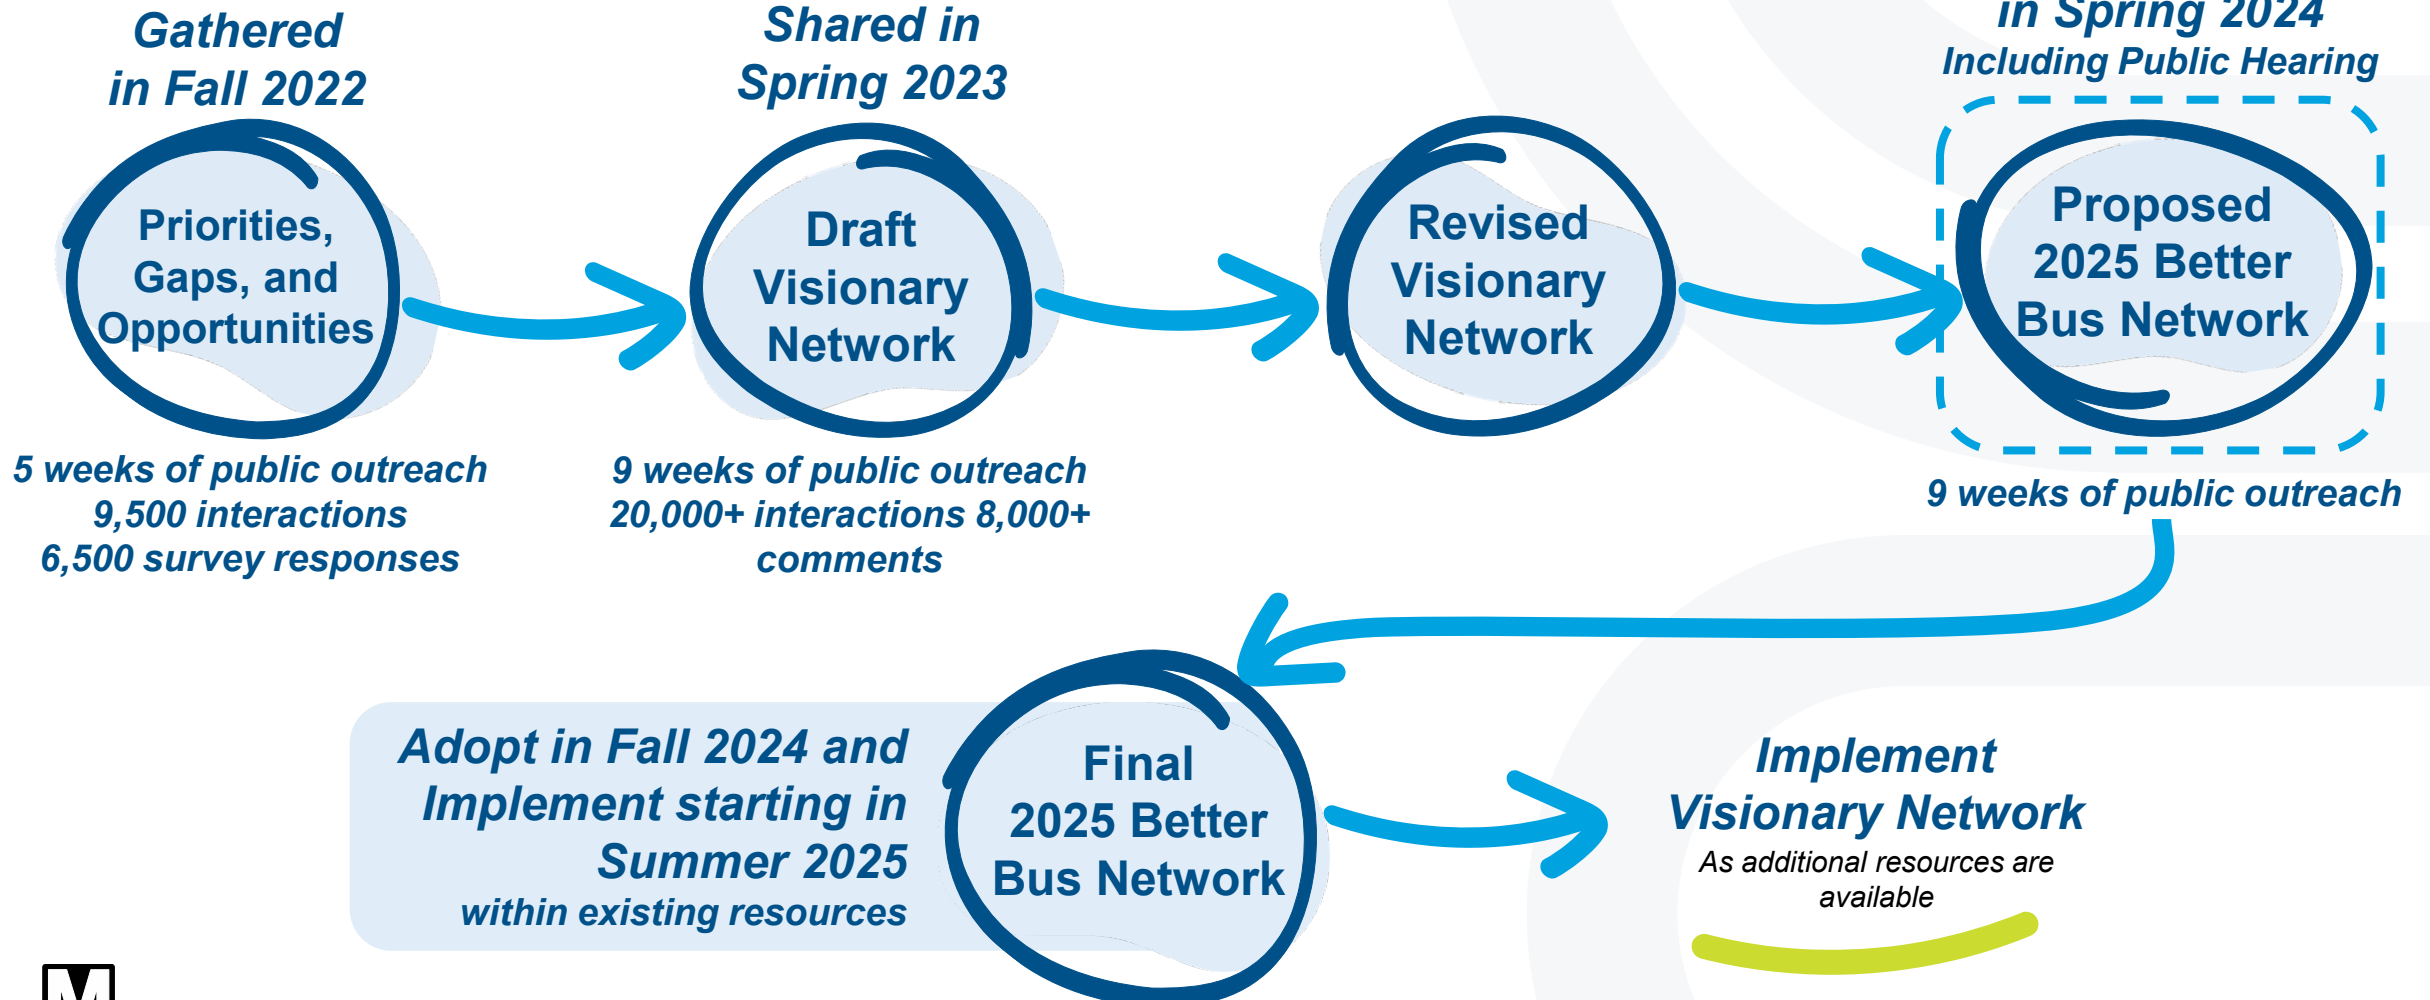 Gathered
in Fall 2022
Priorities,
Gaps, and
Opportunities
5 weeks of public outreach
9,500 interactions
6,500 survey responses
Shared in
Spring 2023
Draft
Visionary
Network
9 weeks of public outreach
20,000+ interactions 8,000+
comments
Revised
Visionary
Network
in Spring 2024
Including Public Hearing
Proposed
2025 Better
Bus Network
9 weeks of public outreach
Adopt in Fall 2024 and
Implement starting in
Summer 2025
within existing resources
Final
2025 Better
Bus Network
Implement
Visionary Network
As additional resources are
available
M